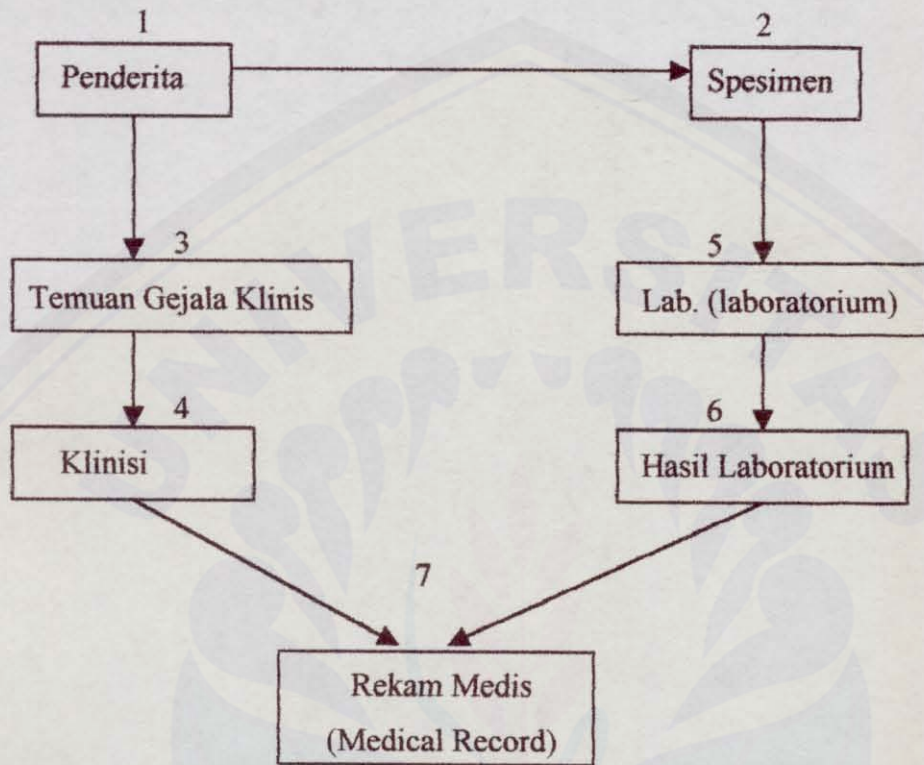 1
Penderita
2
Spesimen
3
Temuan Gejala Klinis
5
Lab. (laboratorium)
4
Klinisi
6
Hasil Laboratorium
7
Rekam Medis
(Medical Record)
UNIVERSITAS